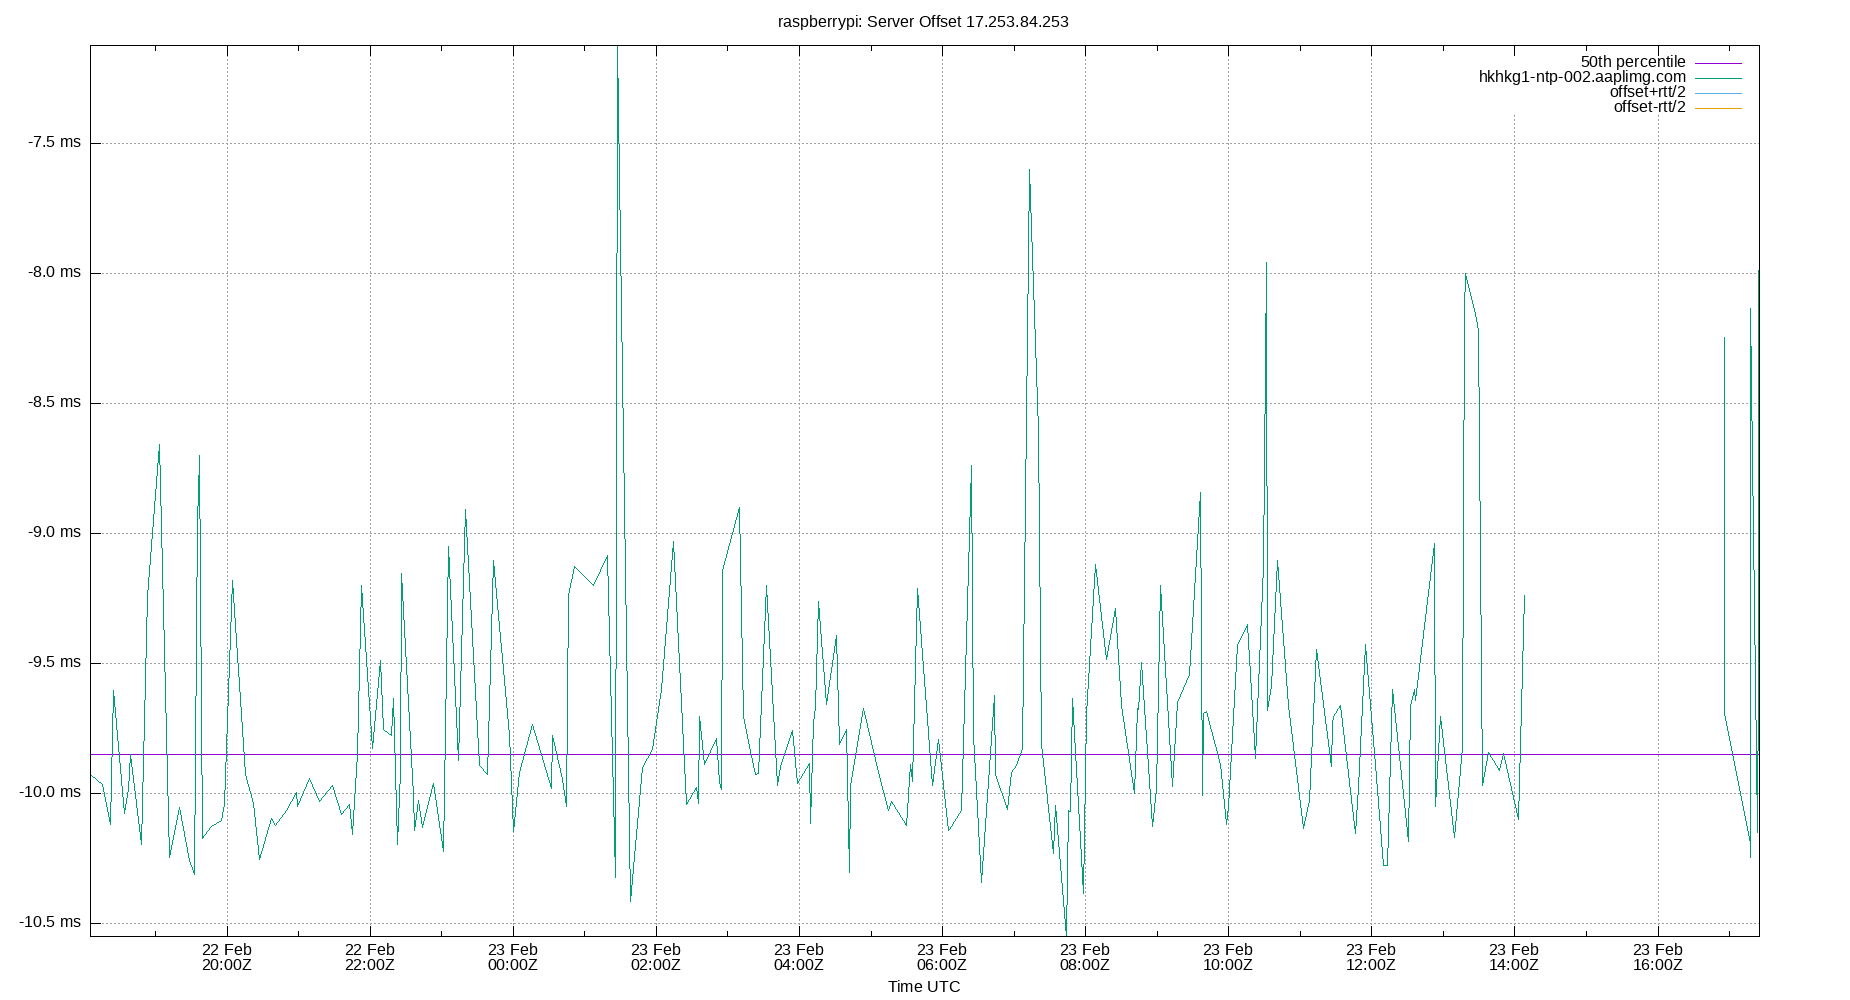 raspberrypi: Server Offset 17.253.84.253
50th percentile
hkhkg1-ntp-002.aaplimg.com
offset+rtt/2
offset-rtt/2
-7.5 ms
-8.0 ms
-8.5 ms
-9.0 ms
-9.5 ms
-10.0 ms
-10.5 ms
22 Feb 22 Feb 23 Feb 23 Feb 23 Feb 23 Feb 23 Feb 23 Feb 23 Feb 23 Feb 23 Feb
20:00Z 22:00Z 00:00Z 02:00Z 04:00Z 06:00Z 08:00Z 10:00Z 12:00Z 14:00Z 16:00Z
Time UTC